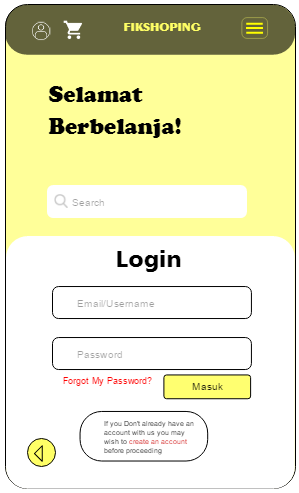 FIKSHOPING
Selamat
Berbelanja!
Search
Login
Email/Username
Password
Forgot My Password?
Masuk
If you Don't already have an
account with us you may
wish to create an account
before proceeding